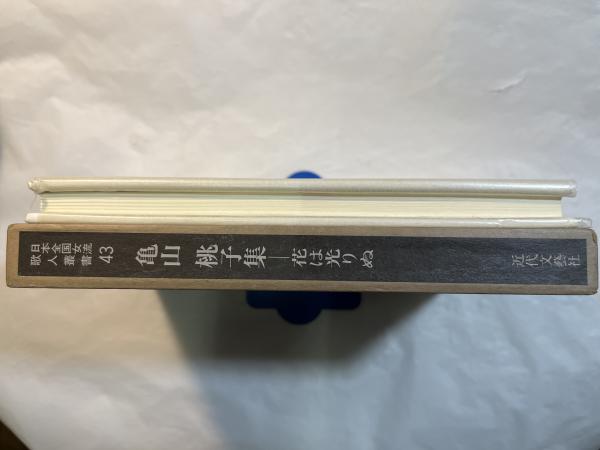 日本全国女流
歌人叢書
43
亀山桃子集―花は光りぬ
近代文藝社